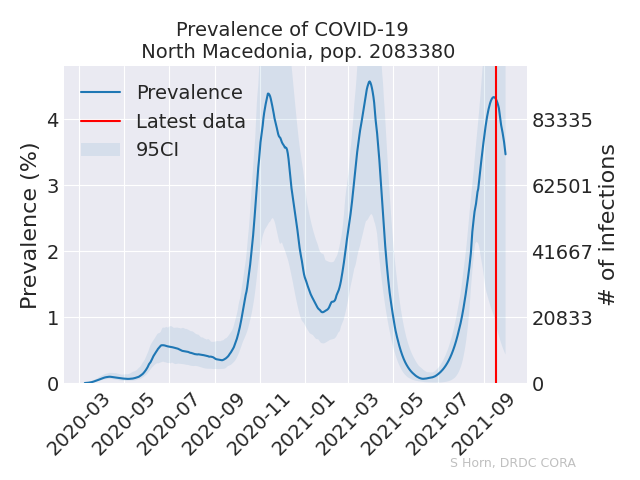 Prevalence of COVID-19
North Macedonia, pop. 2083380
Prevalence
Latest data
95CI
Prevalence (%)
4
3
2
1
0
83335
62501
41667
20833
0
# of infections
2020-03
2020-05
2020-07
2020-09
2020-11
2021-01
2021-03
2021-05
2021-07
2021-09
S Horn, DRDC CORA